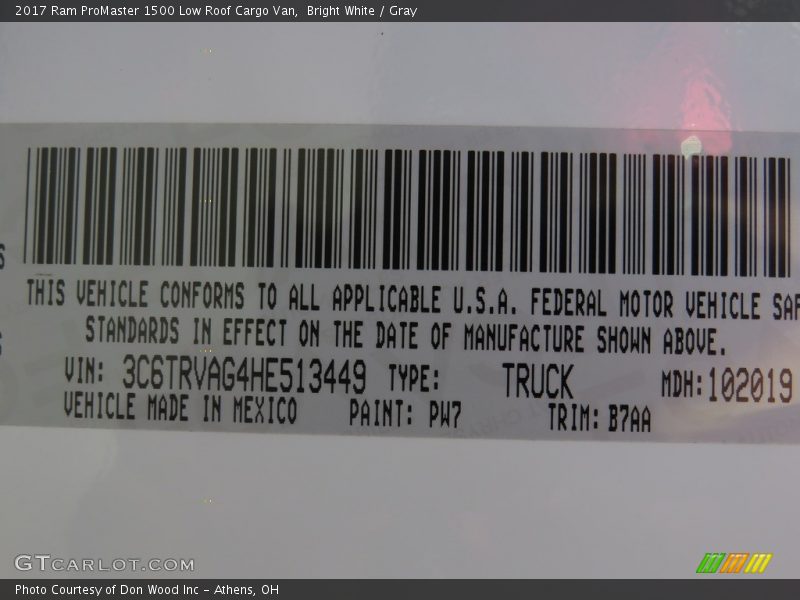 2017 Ram ProMaster 1500 Low Roof Cargo Van,  Bright White / Gray
THIS VEHICLE CONFORMS TO ALL APPLICABLE U.S.A. FEDERAL MOTOR VEHICLE SAF
STANDARDS IN EFFECT ON THE DATE OF MANUFACTURE SHOWN ABOVE.
VIN: 3C6TRVAG4HE513449 TYPE: TRUCK MDH:102019
VEHICLE MADE IN MEXICO PAINT: PW7 TRIM: B7AA
GTCARLOT.COM
Photo Courtesy of Don Wood Inc – Athens, OH